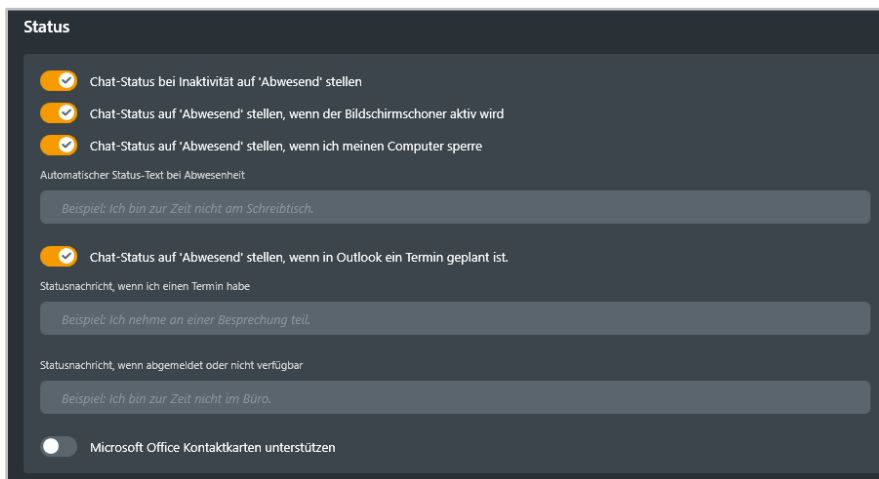 Status
Chat-Status bei Inaktivität auf 'Abwesend' stellen
Chat-Status auf 'Abwesend' stellen, wenn der Bildschirmschoner aktiv wird
Chat-Status auf 'Abwesend' stellen, wenn ich meinen Computer sperre
Automatischer Status-Text bei Abwesenheit
Beispiel: Ich bin zur Zeit nicht am Schreibtisch.
Chat-Status auf 'Abwesend' stellen, wenn in Outlook ein Termin geplant ist.
Statusnachricht, wenn ich einen Termin habe
Beispiel: Ich nehme an einer Besprechung teil.
Statusnachricht, wenn abgemeldet oder nicht verfügbar
Beispiel: Ich bin zur Zeit nicht im Büro.
Microsoft Office Kontaktkarten unterstützen